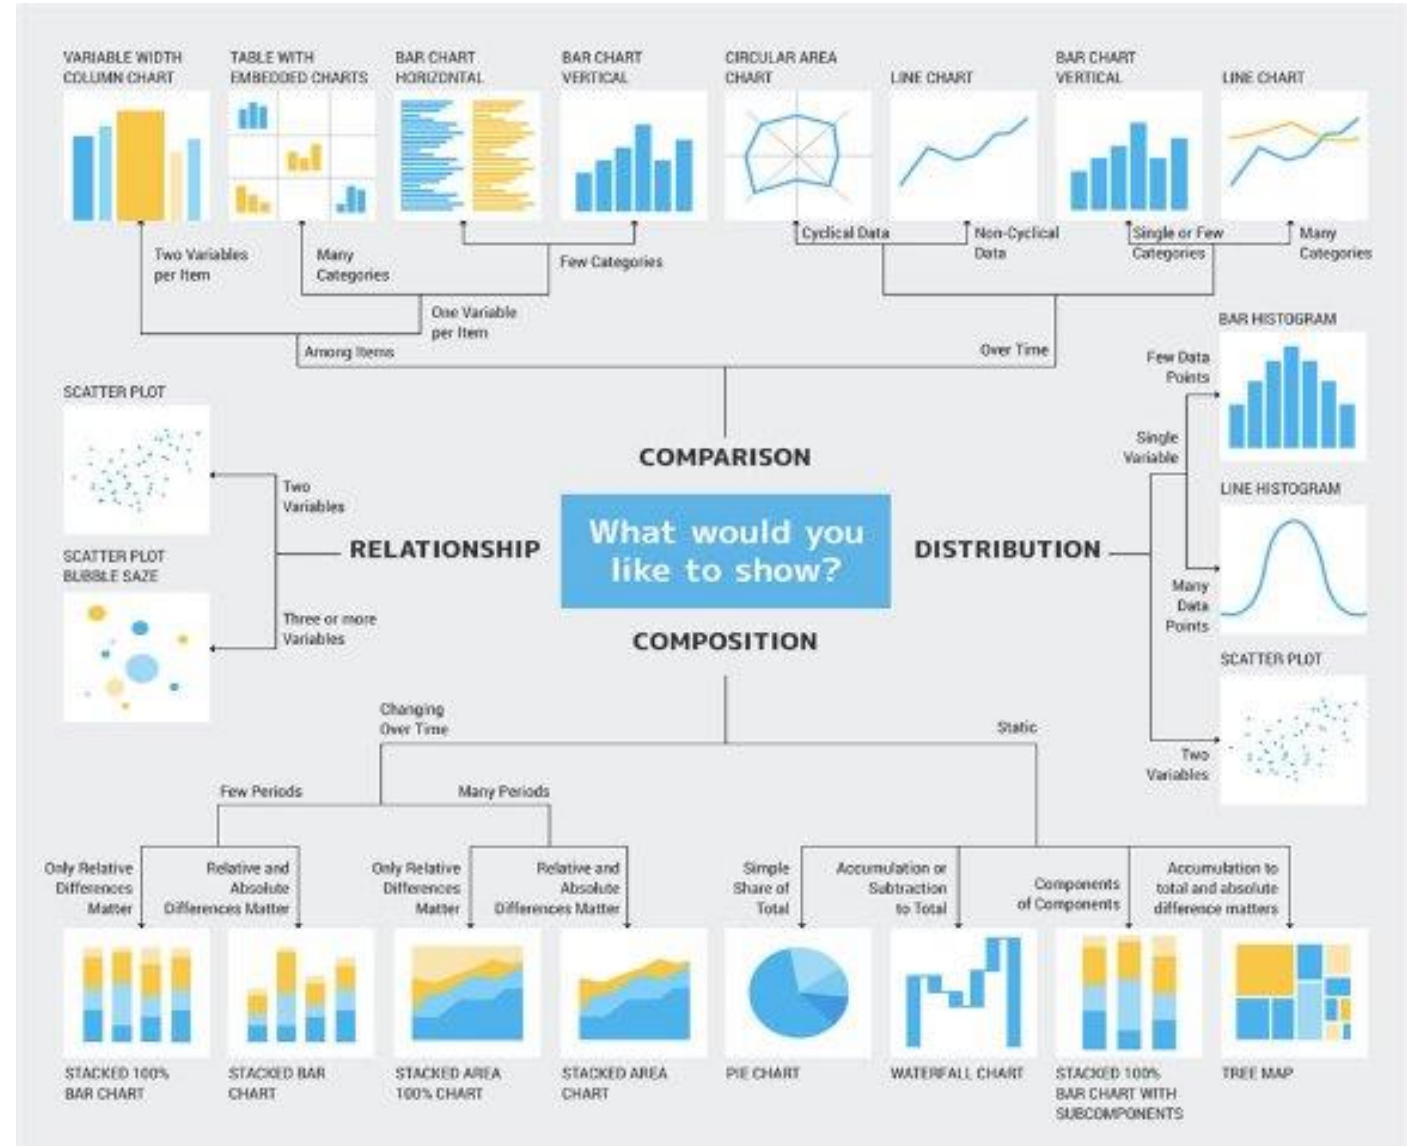 VARIABLE WIDTH
COLUMN CHART
TABLE WITH
EMBEDDED CHARTS
BAR CHART
HORIZONTAL
BAR CHART
VERTICAL
CIRCULAR AREA
CHART
LINE CHART
BAR CHART
VERTICAL
LINE CHART
Two Variables
per Item
Many
Categories
Few Categories
Cyclical Data
Non-Cyclical
Data
Single or Few
Categories
Many
Categories
One Variable
per Item
Among Items
Over Time
COMPARISON
What would you
like to show?
RELATIONSHIP
SCATTER PLOT
Two
Variables
SCATTER PLOT
BUBBLE SAZE
Three or more
Variables
DISTRIBUTION
BAR HISTOGRAM
Few Data
Points
Single
Variable
LINE HISTOGRAM
Many
Data
Points
SCATTER PLOT
Two
Variables
COMPOSITION
Changing
Over Time
Static
Few Periods
Many Periods
Only Relative
Differences
Matter
Relative and
Absolute
Differences Matter
Only Relative
Differences
Matter
Relative and
Absolute
Differences Matter
Simple
Share of
Total
Accumulation or
Subtraction
to Total
Components
of Components
Accumulation to
total and absolute
difference matters
STACKED 100%
BAR CHART
STACKED BAR
CHART
STACKED AREA
100% CHART
STACKED AREA
CHART
PIE CHART
WATERFALL CHART
STACKED 100%
BAR CHART WITH
SUBCOMPONENTS
TREE MAP